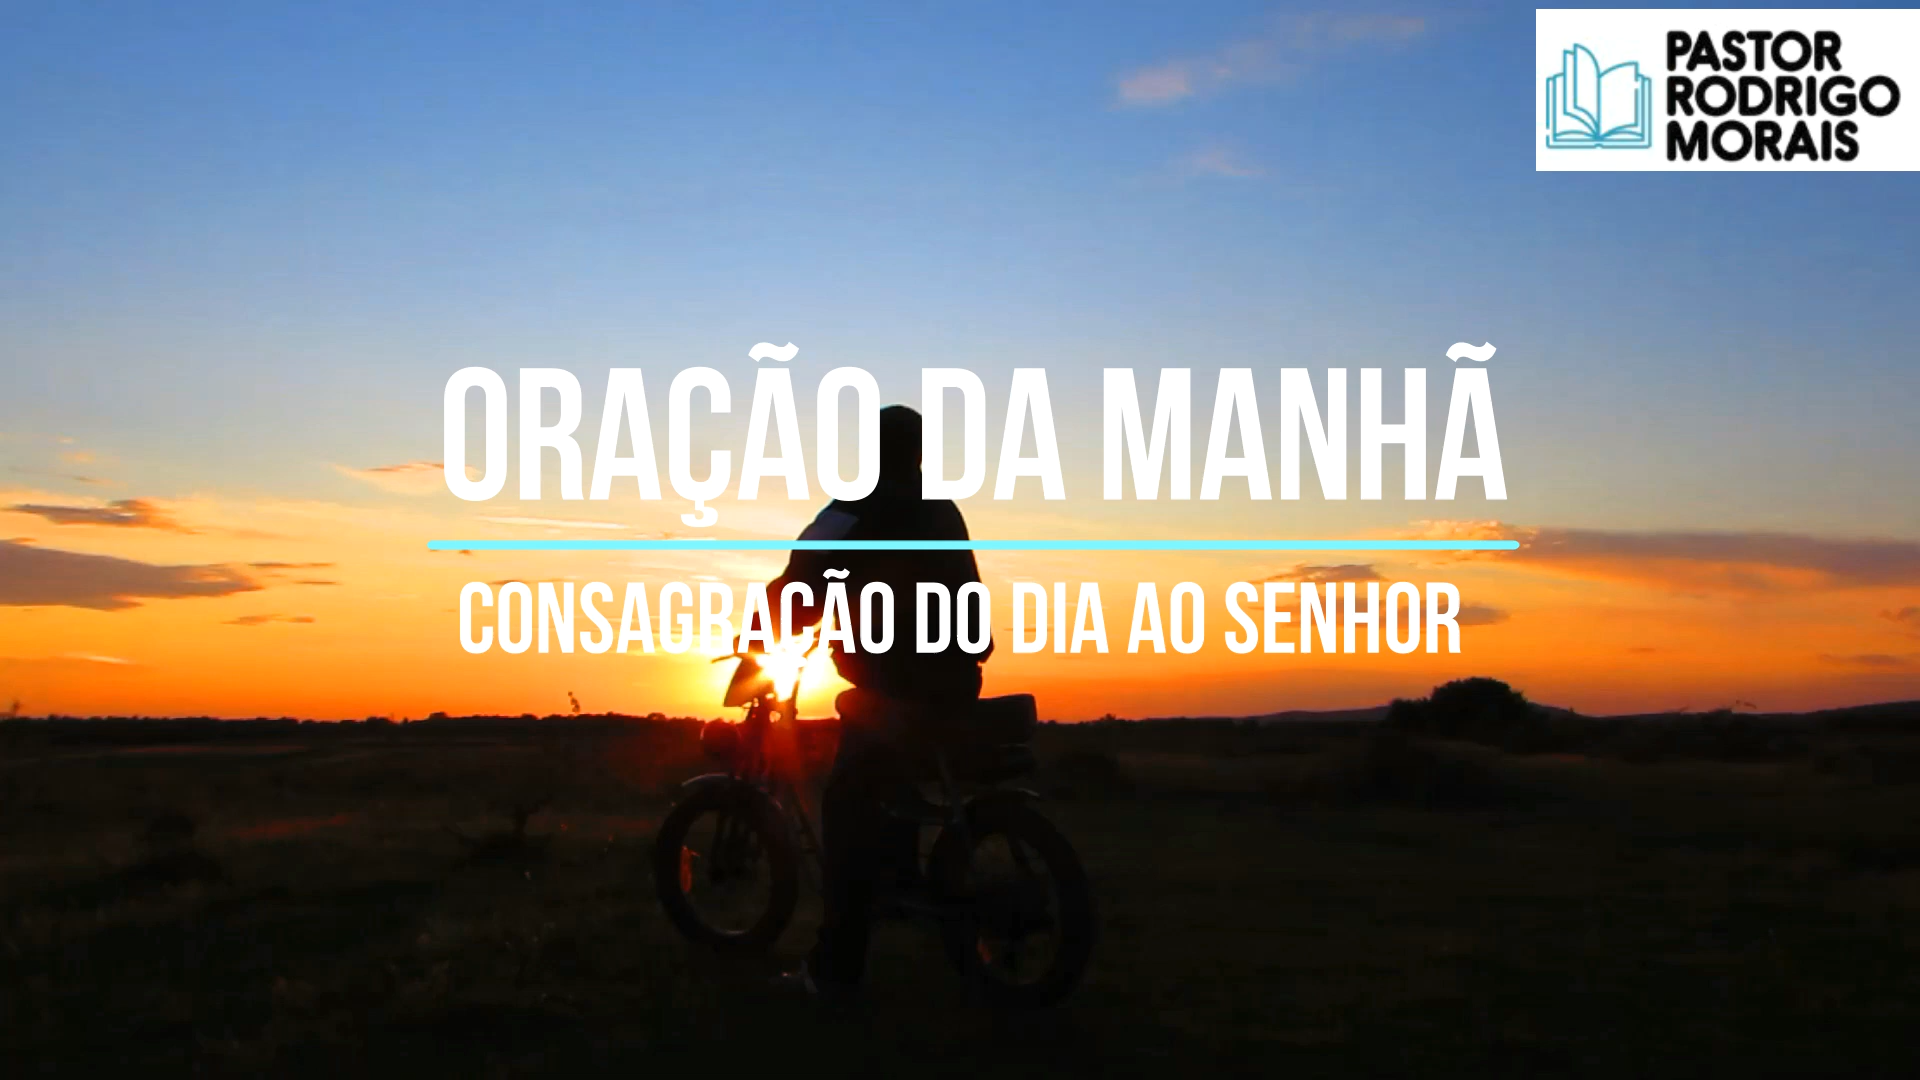 PASTOR
RODRIGO
MORAIS
ORAÇÃO DA MANHÃ
CONSAGRAÇÃO DO DIA AO SENHOR